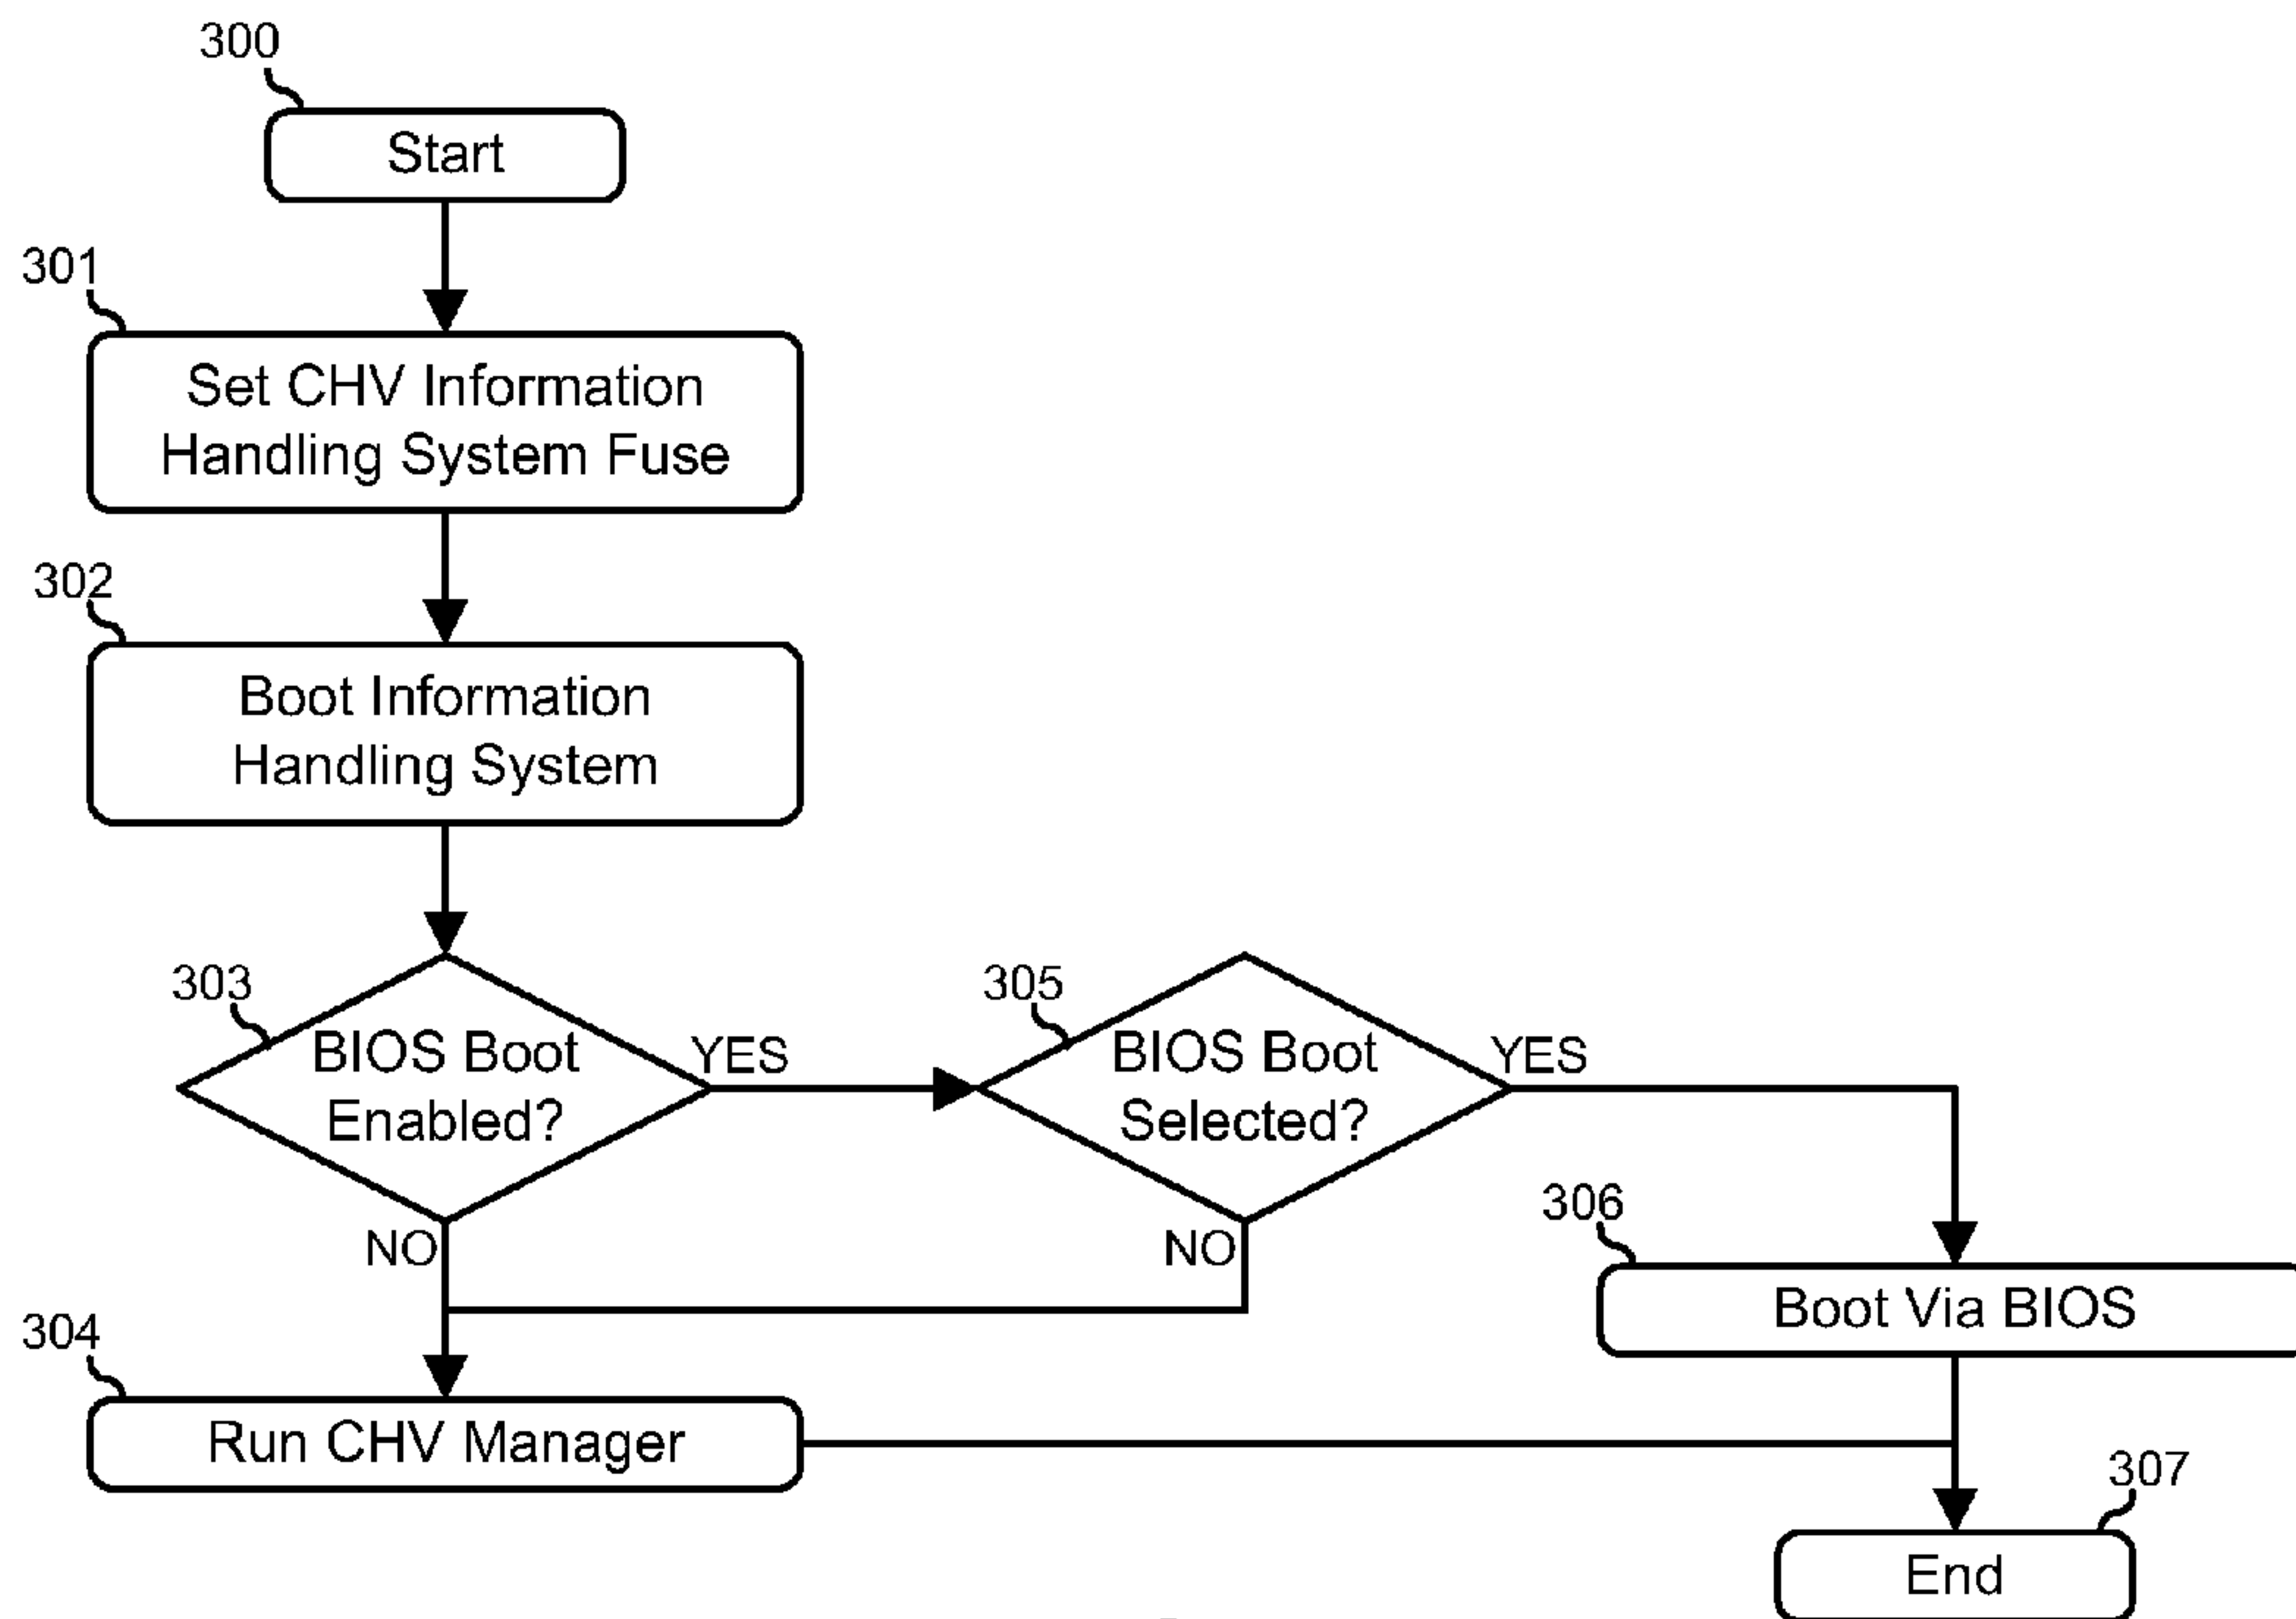 300
Start
301
Set CHV Information
Handling System Fuse
302
Boot Information
Handling System
303
BIOS Boot
Enabled?
YES
NO
305
BIOS Boot
Selected?
YES
NO
306
Boot Via BIOS
304
Run CHV Manager
307
End